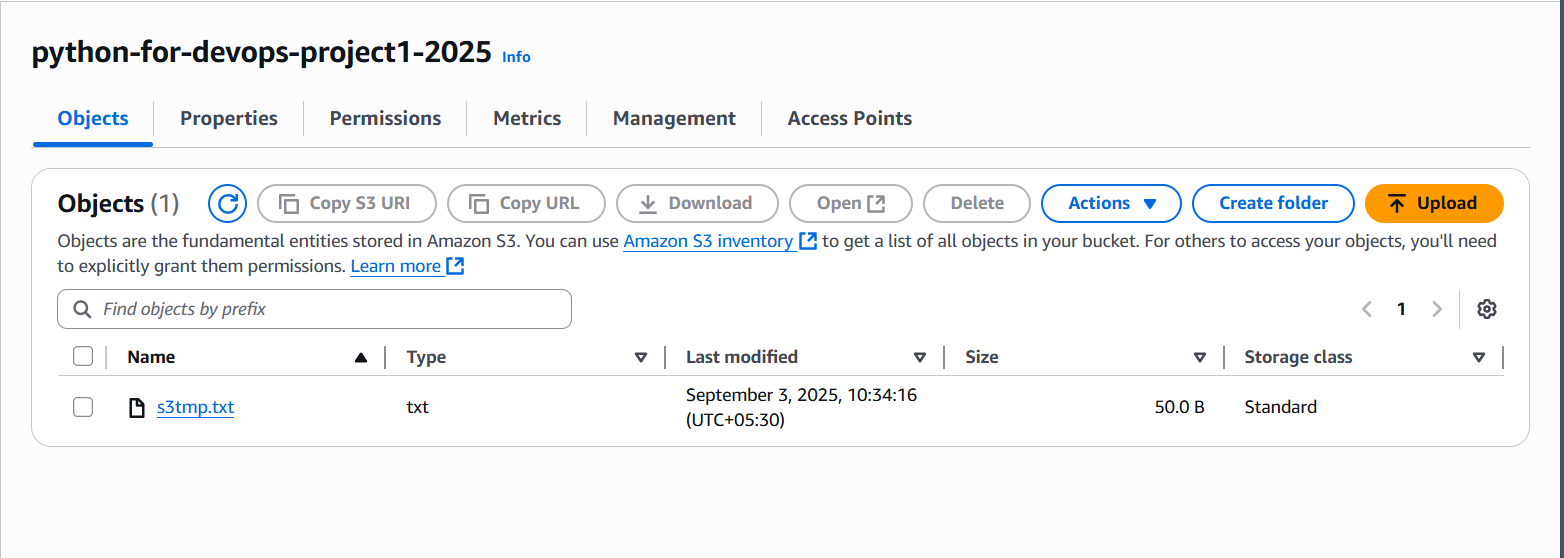 python-for-devops-project1-2025 Info
Objects Properties Permissions Metrics Management Access Points
Objects (1) Copy S3 URI Copy URL Download Open Delete Actions Create folder Upload
Objects are the fundamental entities stored in Amazon S3. You can use Amazon S3 inventory to get a list of all objects in your bucket. For others to access your objects, you'll need
to explicitly grant them permissions. Learn more
Find objects by prefix 1
Name Type Last modified Size Storage class
s3tmp.txt txt September 3, 2025, 10:34:16 50.0 B Standard
(UTC+05:30)